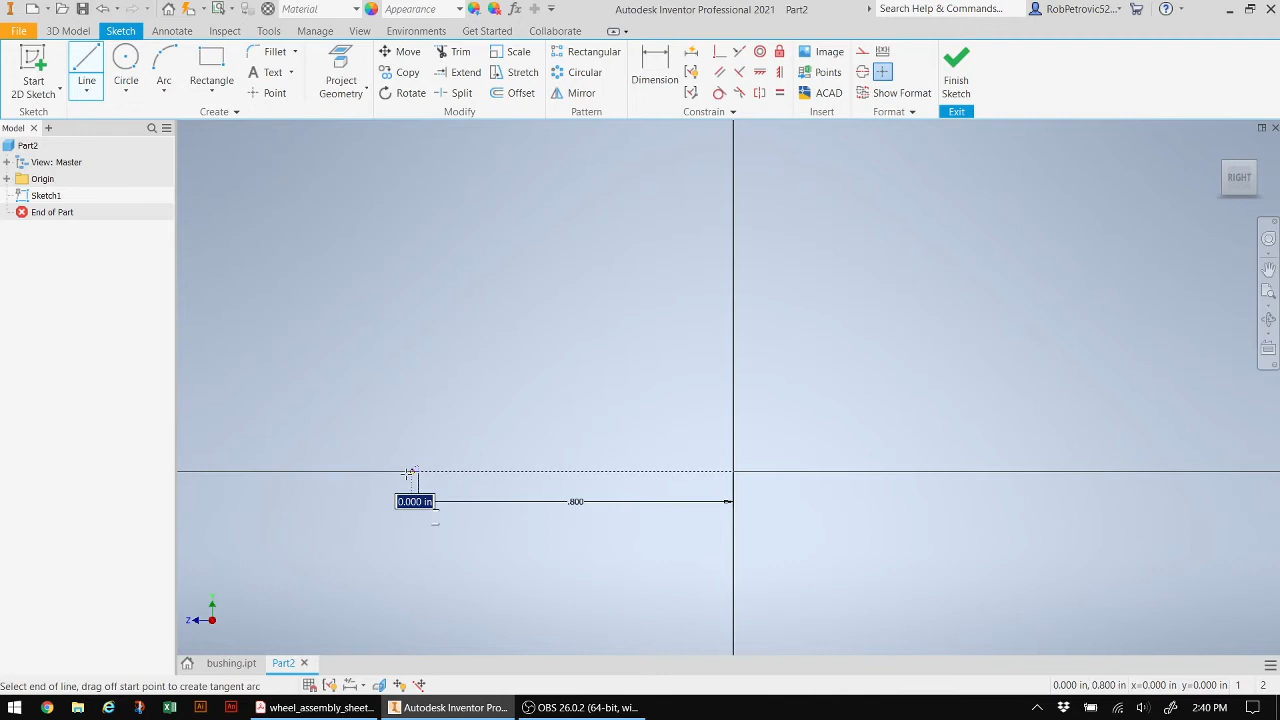 Material
Appearance
Autodesk Inventor Professional 2021 Part2
Search Help & Commands...
RobPetrovic52...
File
3D Model
Sketch
Annotate
Inspect
Tools
Manage
View
Environments
Get Started
Collaborate
Start
2D Sketch
Line
Circle
Arc
Rectangle
Fillet
Text
Point
Project
Geometry
Move
Copy
Rotate
Trim
Extend
Split
Scale
Stretch
Offset
Rectangular
Circular
Mirror
Dimension
Image
Points
ACAD
Show Format
Finish
Sketch
Sketch
Create
Modify
Pattern
Constrain
Insert
Format
Exit
Model
Part2
View: Master
Origin
Sketch1
End of Part
RIGHT
0.000 in
.800
Y
Z
bushing.ipt
Part2
Select end of line, drag off start point to create tangent arc
0.000 in, 0.800 in x=0.000 in y=0.000 in
1
2
wheel_assembly_sheet...
Autodesk Inventor Pro...
OBS 26.0.2 (64-bit, wi...
2:40 PM